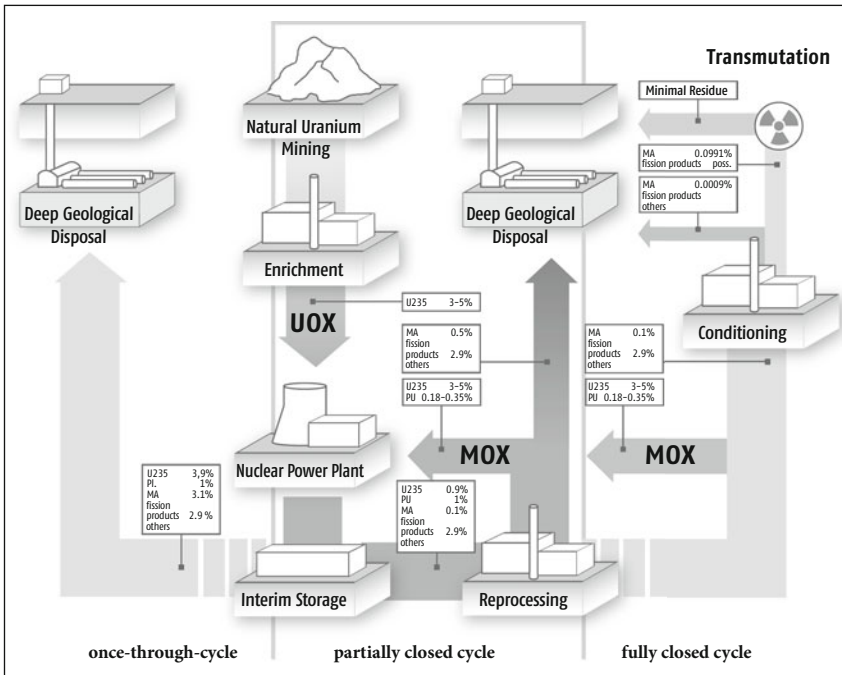 Transmutation
Minimal Residue
Natural Uranium
Mining
MA 0.0991%
fission products poss.
MA 0.0009%
fission products
others
Deep Geological
Disposal
Deep Geological
Disposal
Enrichment
U235 3-5%
UOX
MA 0.5%
fission
products 2.9%
others
MA 0.1%
fission
products 2.9%
others
Conditioning
U235 3-5%
PU 0.18-0.35%
U235 3-5%
PU 0.18-0.35%
MOX
MOX
Nuclear Power Plant
U235 3,9%
PI. 1%
MA 3.1%
fission
products 2.9 %
others
U235 0.9%
PU 1%
MA 0.1%
fission
products 2.9%
others
Interim Storage
Reprocessing
once-through-cycle
partially closed cycle
fully closed cycle